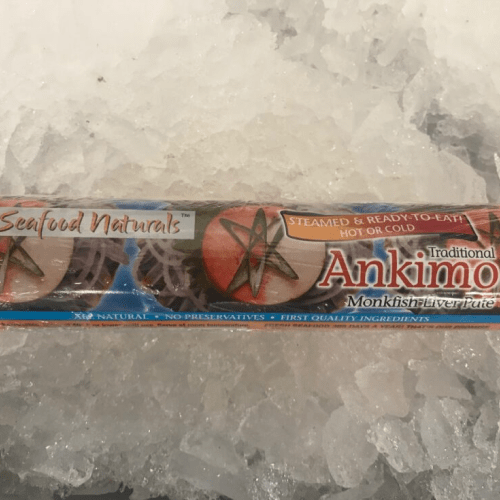 Seafood Naturals™
STEAMED & READY-TO-EAT!
HOT OR COLD
Traditional
Ankimo
Monkfish Liver Pate
ALL NATURAL • NO PRESERVATIVES • FIRST QUALITY INGREDIENTS